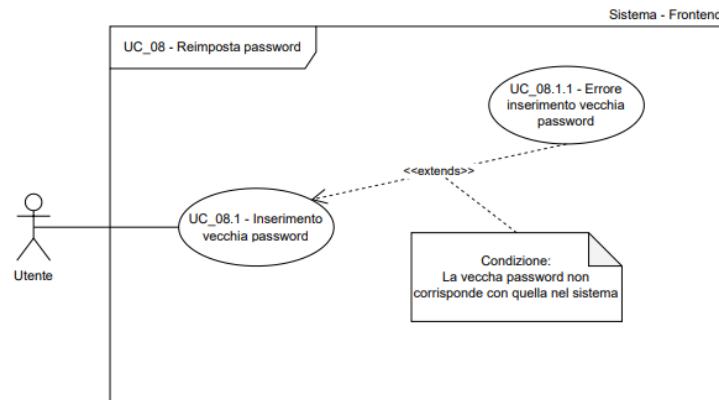 Sistema - Frontend
UC_08 - Reimposta password
UC_08.1.1 - Errore
inserimento vecchia
password
<<extends>>
UC_08.1 - Inserimento
vecchia password
Utente
Condizione:
La veccha password non
corrisponde con quella nel sistema